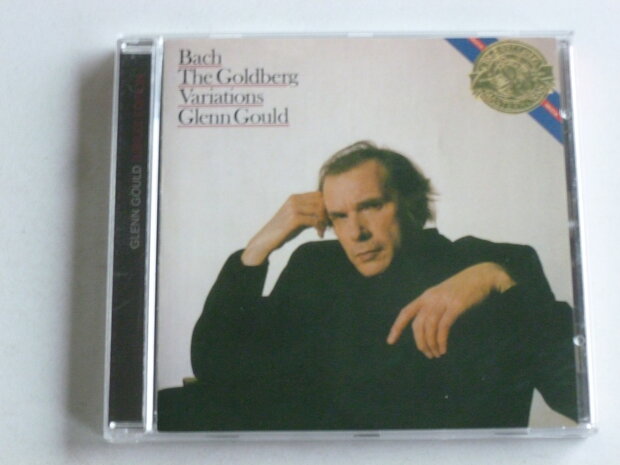 Bach
The Goldberg
Variations
Glenn Gould
GLENN GOULD